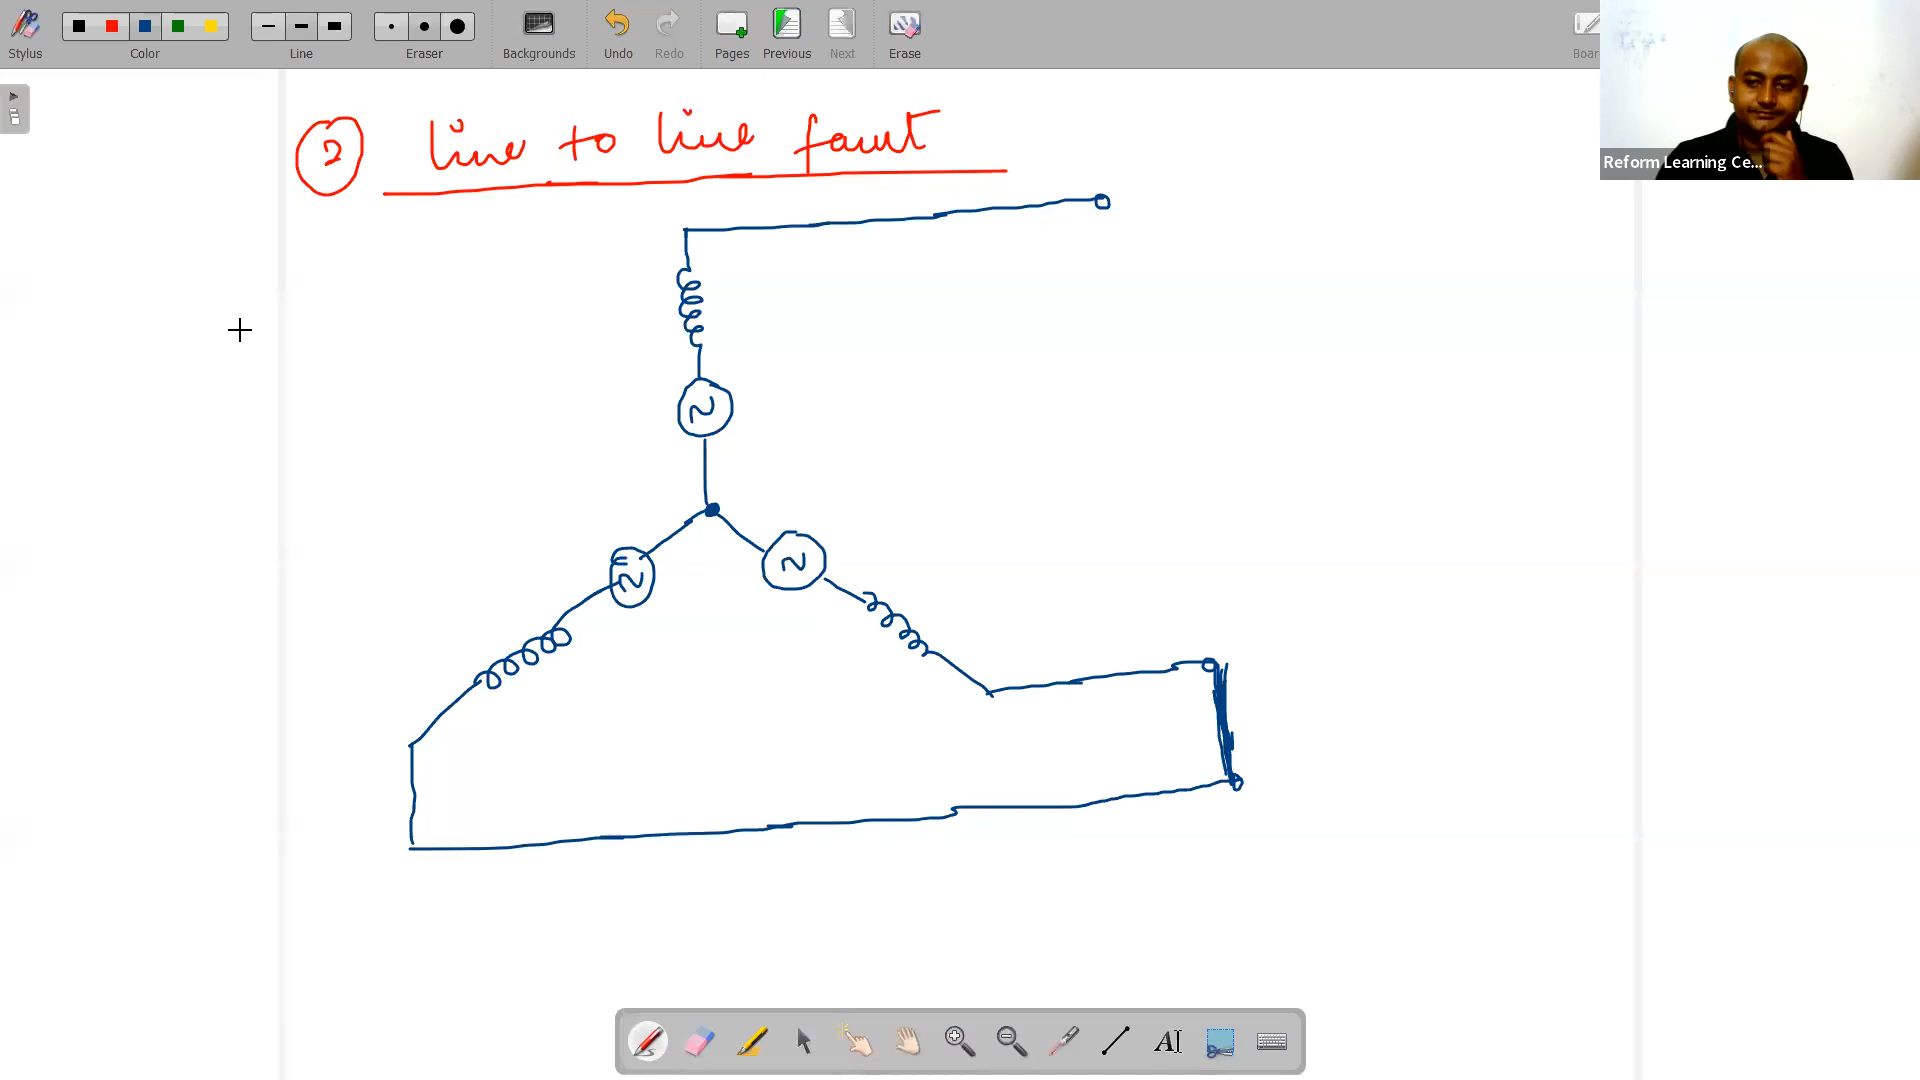 Stylus
Color
Line
Eraser
Backgrounds
Undo
Redo
Pages
Previous
Next
Erase
Boar
Reform Learning Ce...
② line to line fault